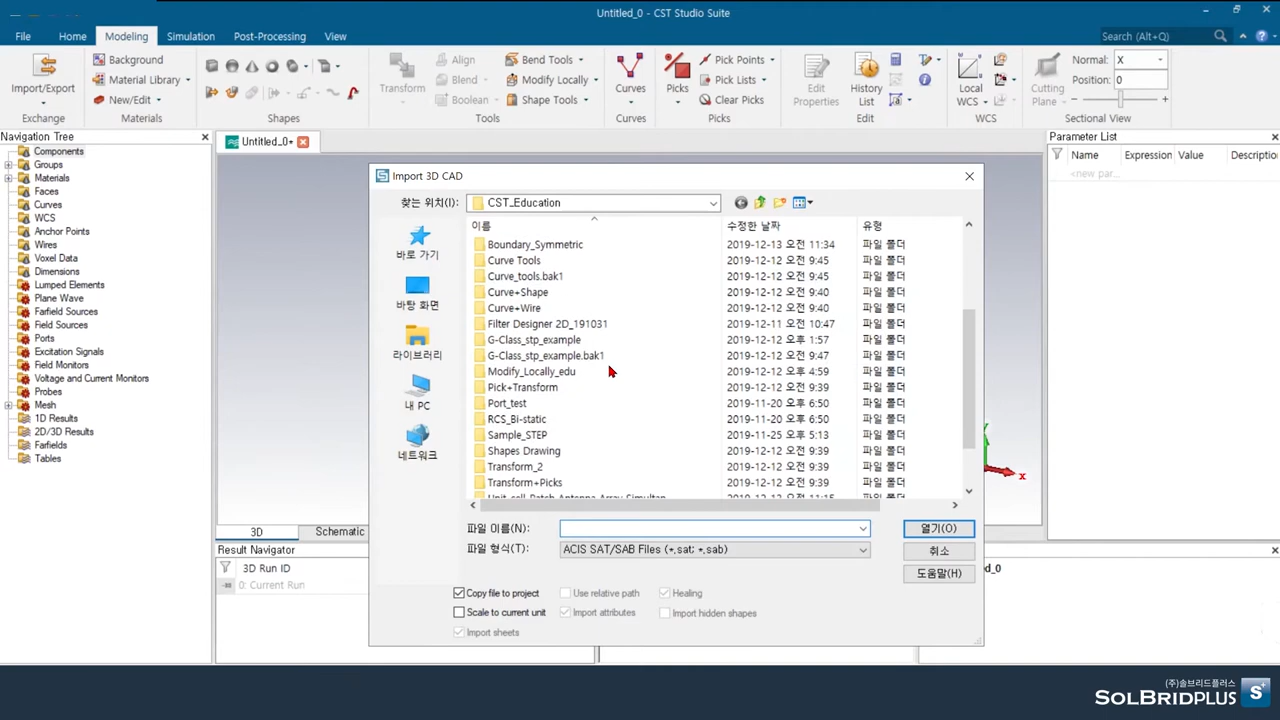 Untitled_0 - CST Studio Suite
File Home Modeling Simulation Post-Processing View Search (Alt+Q)
Import/Export
Exchange
Background
Material Library
New/Edit
Materials
Shapes
Transform
Align
Blend
Boolean
Bend Tools
Modify Locally
Shape Tools
Tools
Curves
Curves
Picks
Pick Points
Pick Lists
Clear Picks
Picks
Edit
Properties
History
List
Edit
Local
WCS
WCS
Cutting
Plane
Normal: X
Position: 0
Sectional View
Navigation Tree
Components
Groups
Materials
Faces
Curves
WCS
Anchor Points
Wires
Voxel Data
Dimensions
Lumped Elements
Plane Wave
Farfield Sources
Field Sources
Ports
Excitation Signals
Field Monitors
Voltage and Current Monitors
Probes
Mesh
1D Results
2D/3D Results
Farfields
Tables
Untitled_0*
Import 3D CAD
찾는 위치(I): CST_Education
바로 가기
바탕 화면
라이브러리
내 PC
네트워크
이름 수정한 날짜 유형
Boundary_Symmetric 2019-12-13 오전 11:34 파일 폴더
Curve Tools 2019-12-12 오전 9:45 파일 폴더
Curve_tools.bak1 2019-12-12 오전 9:45 파일 폴더
Curve+Shape 2019-12-12 오전 9:40 파일 폴더
Curve+Wire 2019-12-12 오전 9:40 파일 폴더
Filter Designer 2D_191031 2019-12-11 오전 10:47 파일 폴더
G-Class_stp_example 2019-12-12 오후 1:57 파일 폴더
G-Class_stp_example.bak1 2019-12-12 오전 9:47 파일 폴더
Modify_Locally_edu 2019-12-12 오후 4:59 파일 폴더
Pick+Transform 2019-12-12 오전 9:39 파일 폴더
Port_test 2019-11-20 오후 6:50 파일 폴더
RCS_Bi-static 2019-11-20 오후 6:50 파일 폴더
Sample_STEP 2019-11-25 오후 5:13 파일 폴더
Shapes Drawing 2019-12-12 오전 9:39 파일 폴더
Transform_2 2019-12-12 오전 9:39 파일 폴더
Transform+Picks 2019-12-12 오전 9:39 파일 폴더
파일 이름(N): 열기(O)
파일 형식(T): ACIS SAT/SAB Files (*.sat; *.sab) 취소
도움말(H)
Copy file to project Use relative path Healing
Scale to current unit Import attributes Import hidden shapes
Import sheets
Parameter List
Name Expression Value
<new par...
x
3D Schematic
Result Navigator
3D Run ID
0: Current Run
(주)솔브리드플러스
SOLBRIDPLUS